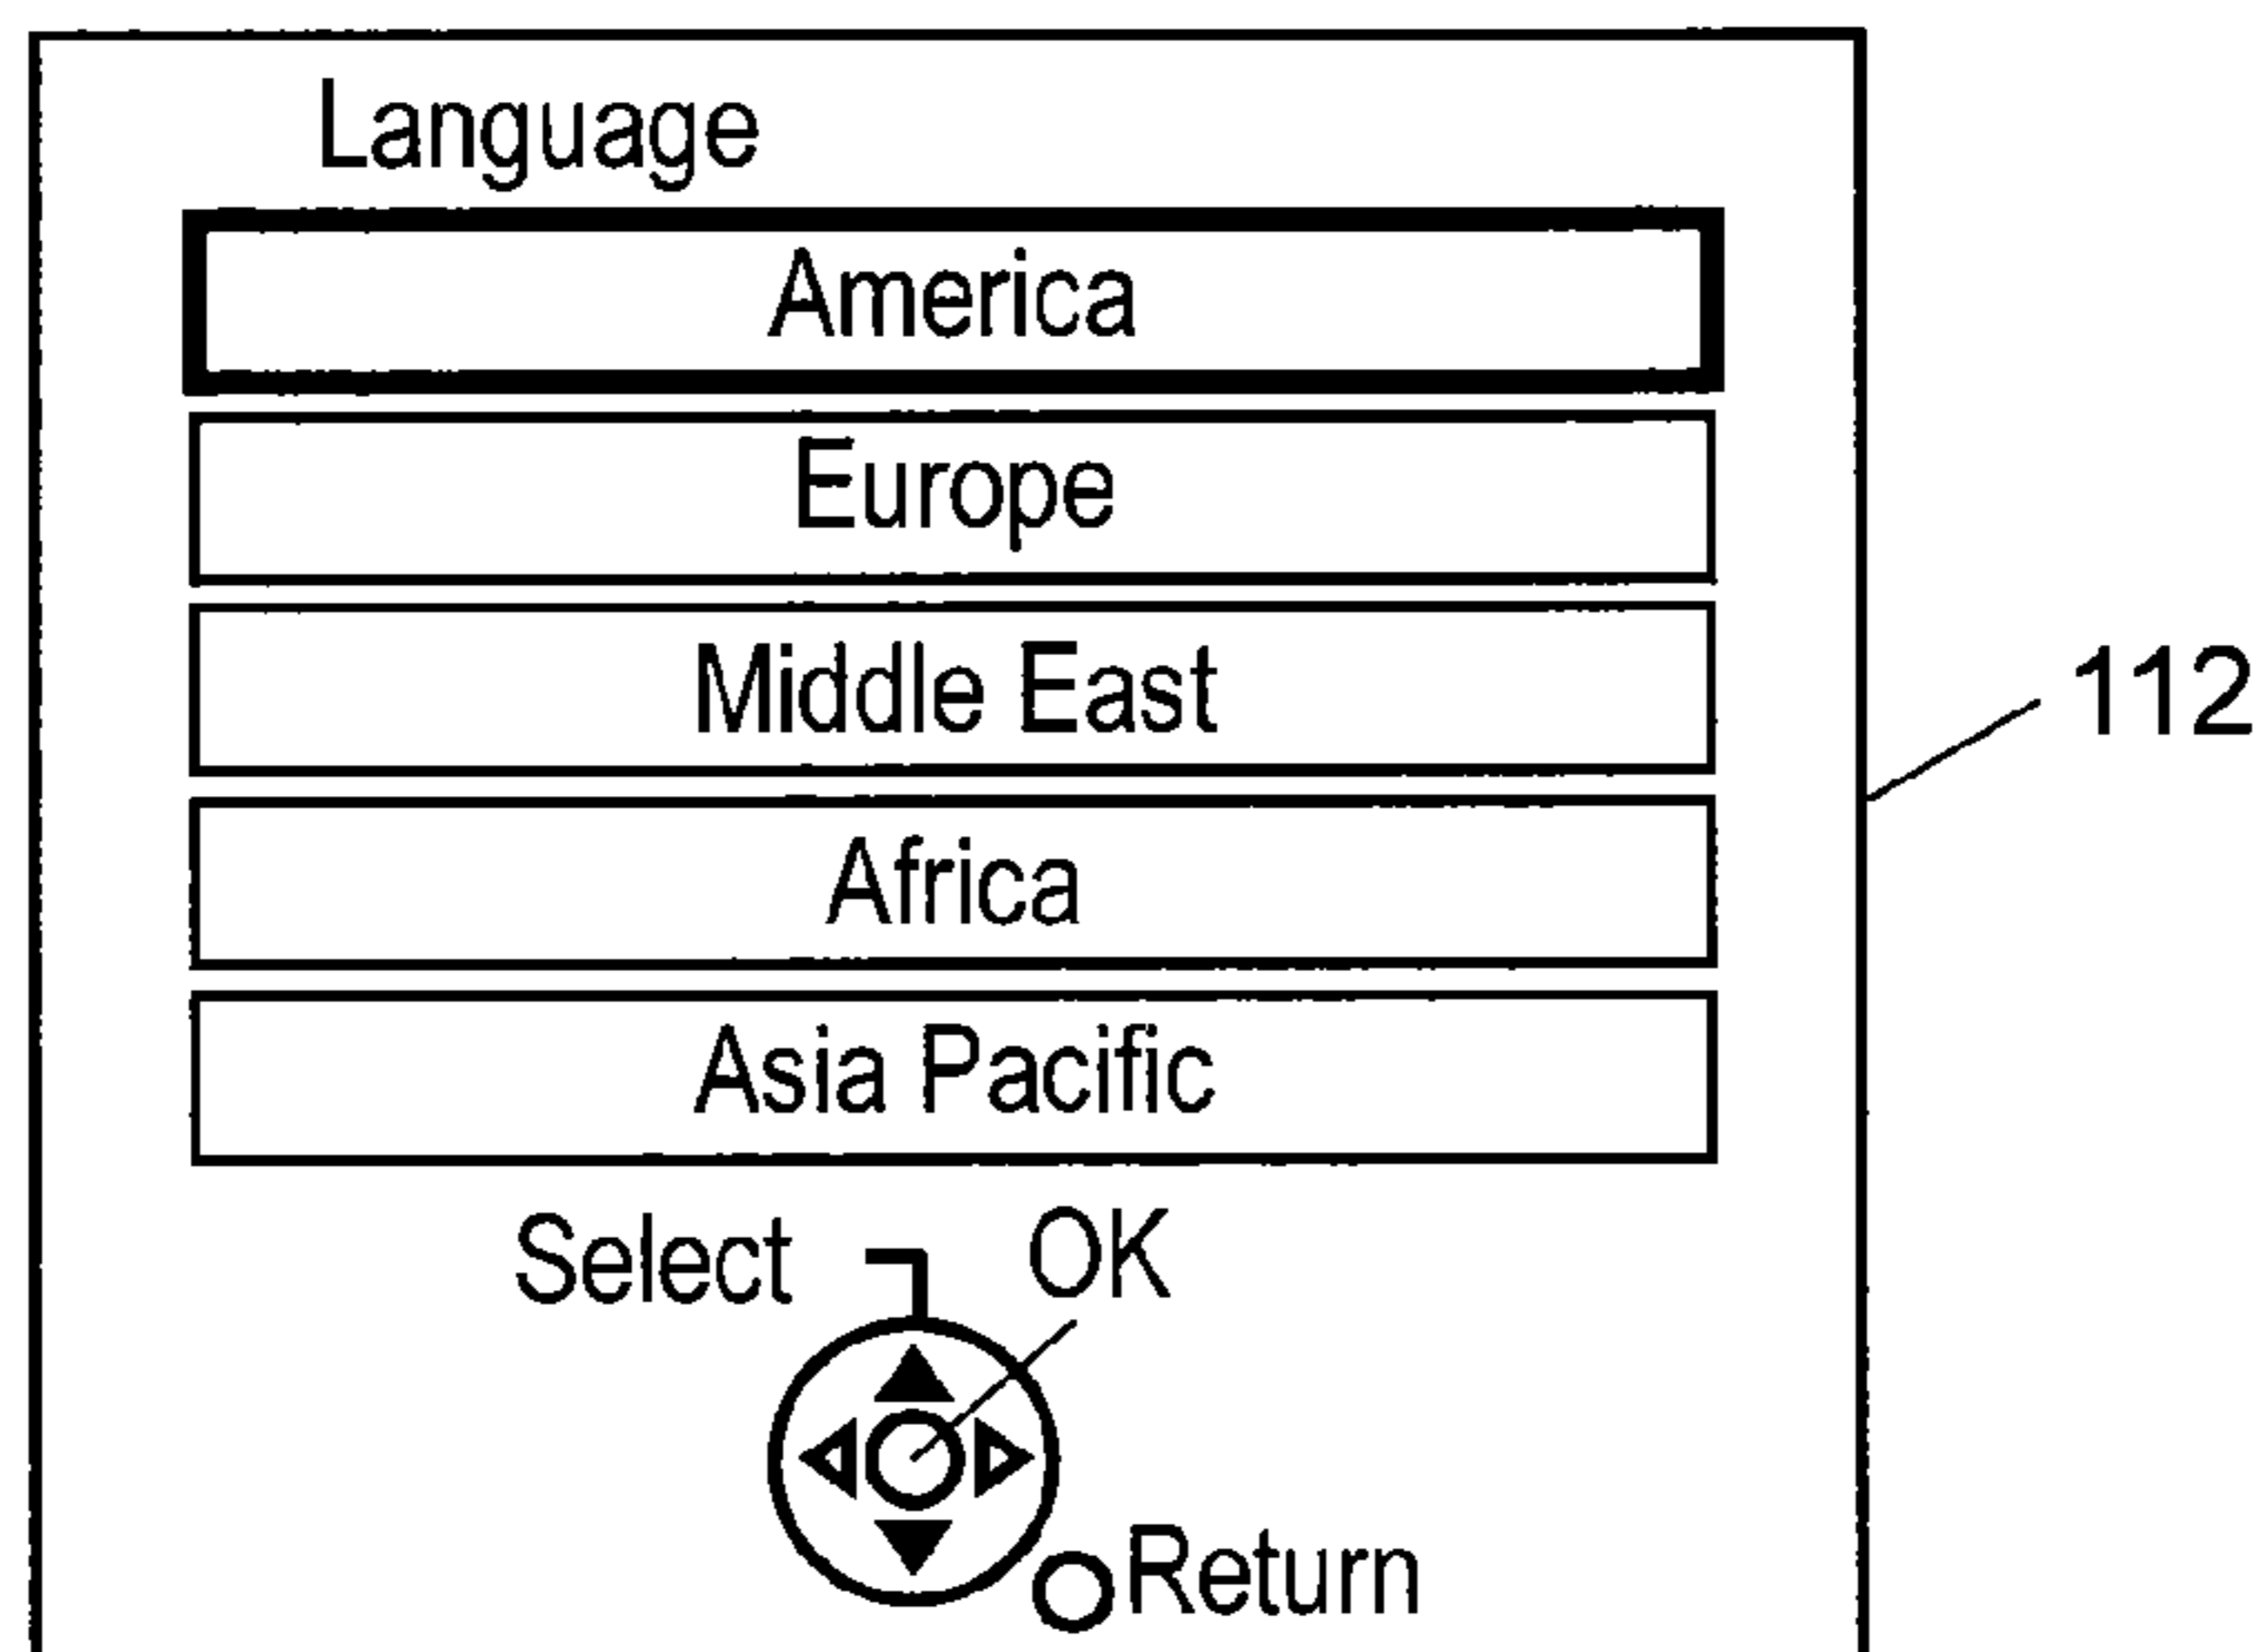 Language
America
Europe
Middle East
112
Africa
Asia Pacific
Select OK
Return